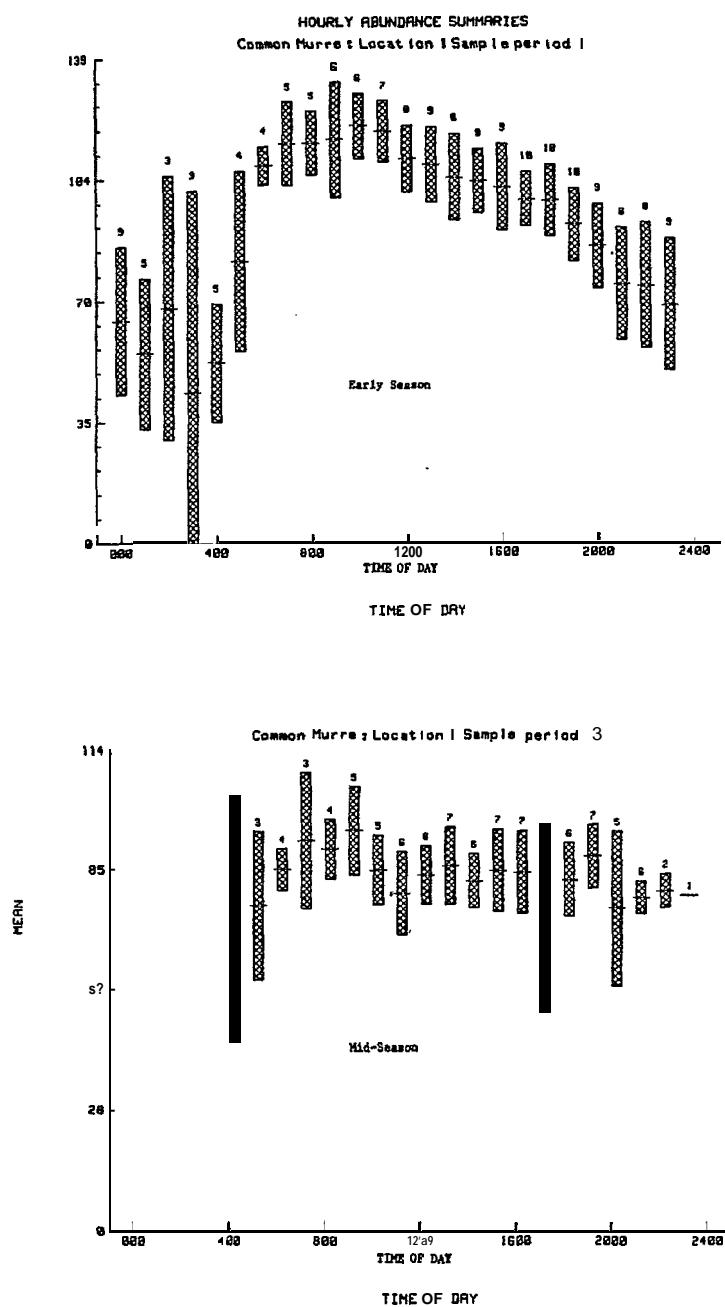 HOURLY ABUNDANCE SUMMARIES
Common Murre : Location 1 Sample period 1
139
104
70
35
0
9 5 3 3 5 4 4 5 5 6 6 7 8 9 8 9 9 10 10 10 9 8 8 9
Early Season
000 400 800 1200 1600 2000 2400
TIME OF DAY
TIME OF DAY
Common Murre : Location 1 Sample period 3
MEAN
114
85
5?
28
0
3 4 3 4 5 5 6 6 7 6 7 7 6 7 5 6 2 1
Mid-Season
000 400 800 12'a9 1600 2000 2400
TIME OF DAY
TIME OF DAY